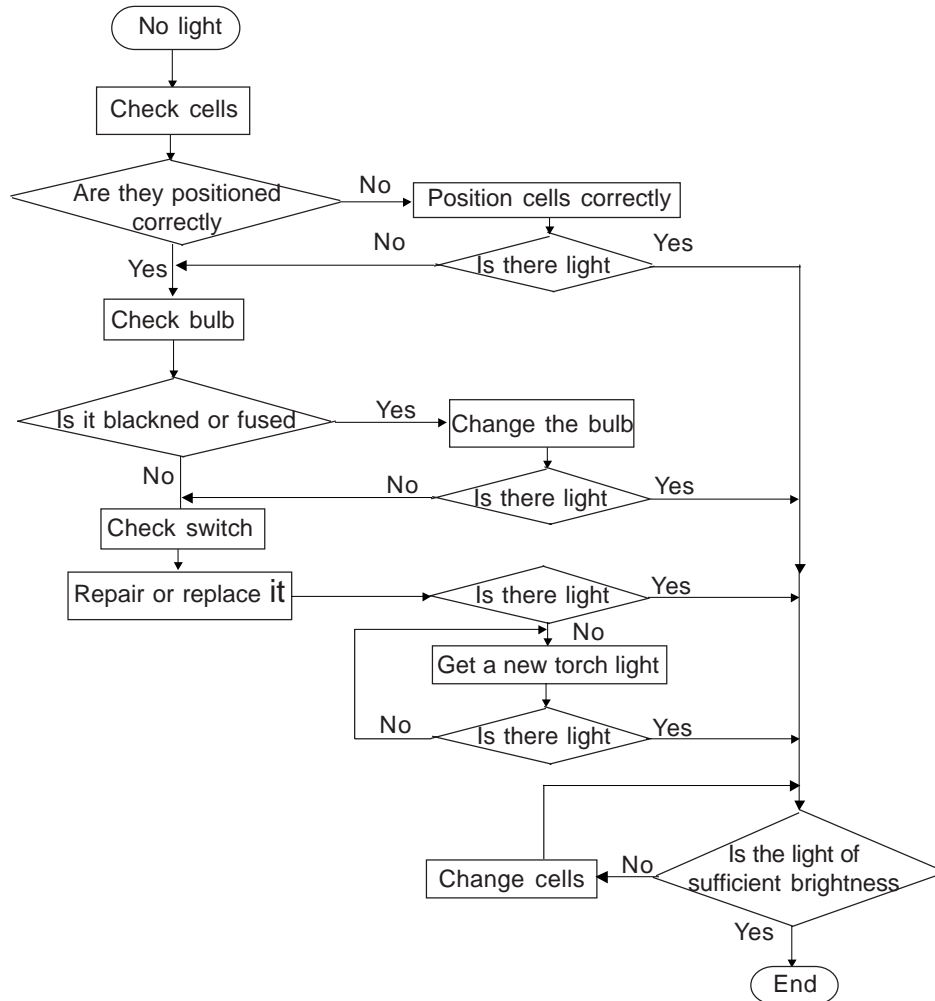 No light
Check cells
Are they positioned
correctly
No
Position cells correctly
No
Yes
Is there light
Yes
Check bulb
Is it blackned or fused
Yes
Change the bulb
No
No
Is there light
Yes
Check switch
Repair or replace it
Is there light
Yes
No
Get a new torch light
No
Is there light
Yes
Is the light of
sufficient brightness
No
Change cells
Yes
End